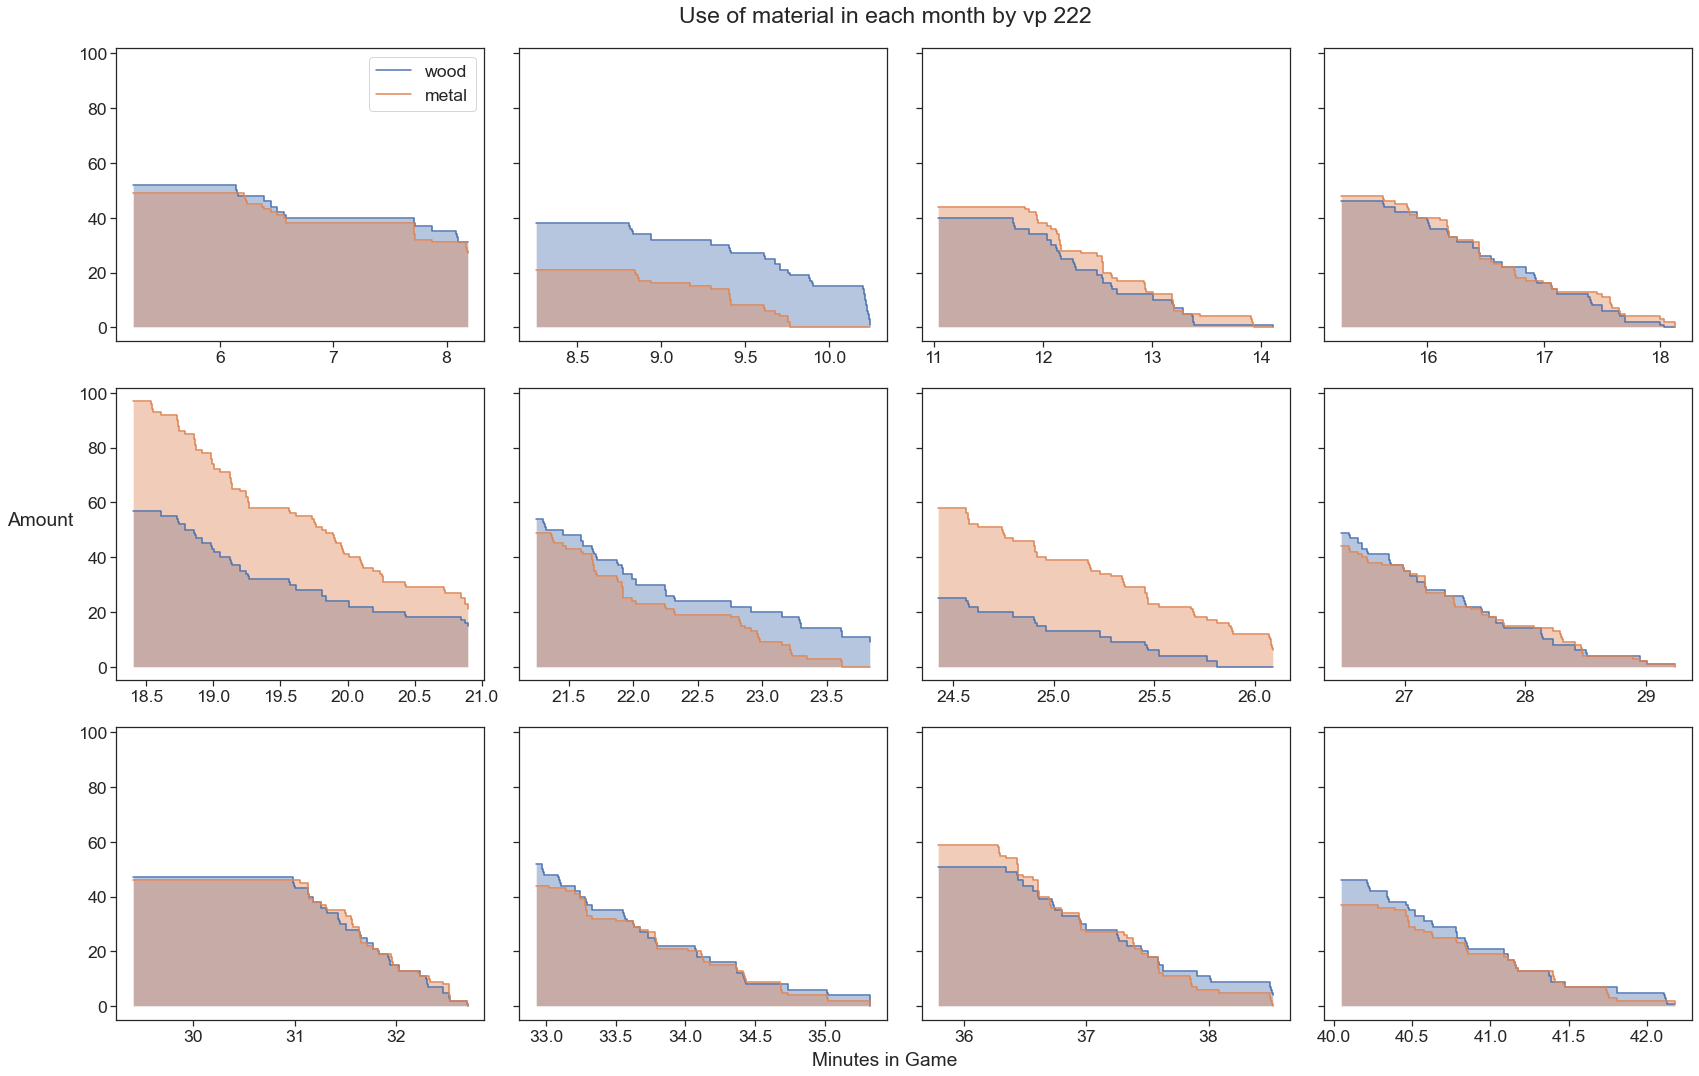 Use of material in each month by vp 222
wood
metal
100
80
60
40
20
0
6 7 8
8.5 9.0 9.5 10.0
11 12 13 14
16 17 18
100
80
60
40
20
0
Amount
18.5 19.0 19.5 20.0 20.5 21.0
21.5 22.0 22.5 23.0 23.5
24.5 25.0 25.5 26.0
27 28 29
100
80
60
40
20
0
30 31 32
33.0 33.5 34.0 34.5 35.0
36 37 38
40.0 40.5 41.0 41.5 42.0
Minutes in Game